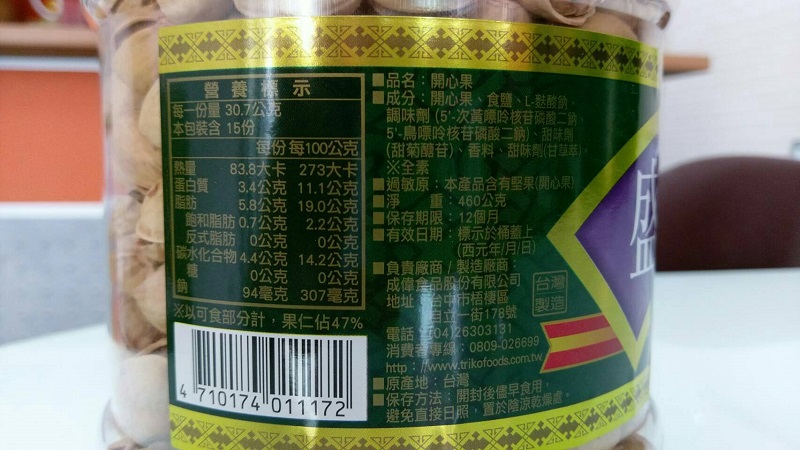 營養標示
每一份量 30.7公克
本包裝含 15份
每份 每100公克
熱量 83.8大卡 273大卡
蛋白質 3.4公克 11.1公克
脂肪 5.8公克 19.0公克
飽和脂肪 0.7公克 2.2公克
反式脂肪 0公克 0公克
碳水化合物 4.4公克 14.2公克
糖 0公克 0公克
鈉 94毫克 307毫克
※以可食部分計，果仁佔47%
4 710174 011172
■品名：開心果
■成分：開心果、食鹽、L-麩酸鈉、
調味劑 (5'-次黃嘌呤核苷磷酸二鈉、
5'-鳥嘌呤核苷磷酸二鈉)、甜味劑
(甜菊醣苷)、香料、甜味劑(甘草萃)。
※全素
■過敏原：本產品含有堅果(開心果)
■淨　重：460公克
■保存期限：12個月
■有效日期：標示於桶蓋上
(西元年/月/日)
■負責廠商 / 製造廠商：
成偉食品股份有限公司
地址：台中市梧棲區
自立一街178號
電話：(04)26303131
消費者專線：0809-026699
http：//www.trikofoods.com.tw
■原產地：台灣
■保存方法：開封後儘早食用，
避免直接日照，置於陰涼乾燥處。
台灣
製造
盛